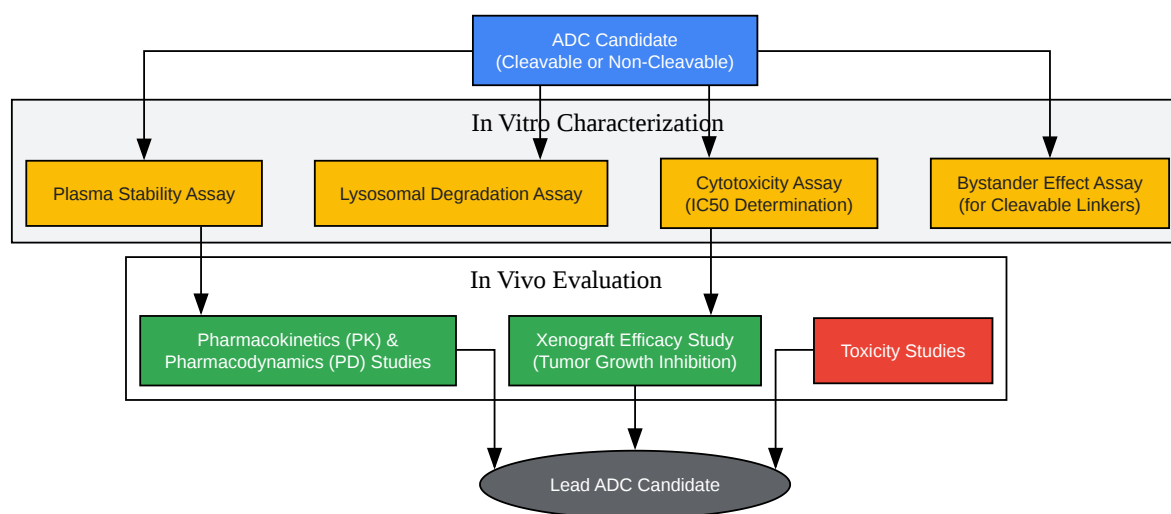 ADC Candidate
(Cleavable or Non-Cleavable)
In Vitro Characterization
Plasma Stability Assay
Lysosomal Degradation Assay
Cytotoxicity Assay
(IC50 Determination)
Bystander Effect Assay
(for Cleavable Linkers)
In Vivo Evaluation
Pharmacokinetics (PK) &
Pharmacodynamics (PD) Studies
Xenograft Efficacy Study
(Tumor Growth Inhibition)
Toxicity Studies
Lead ADC Candidate